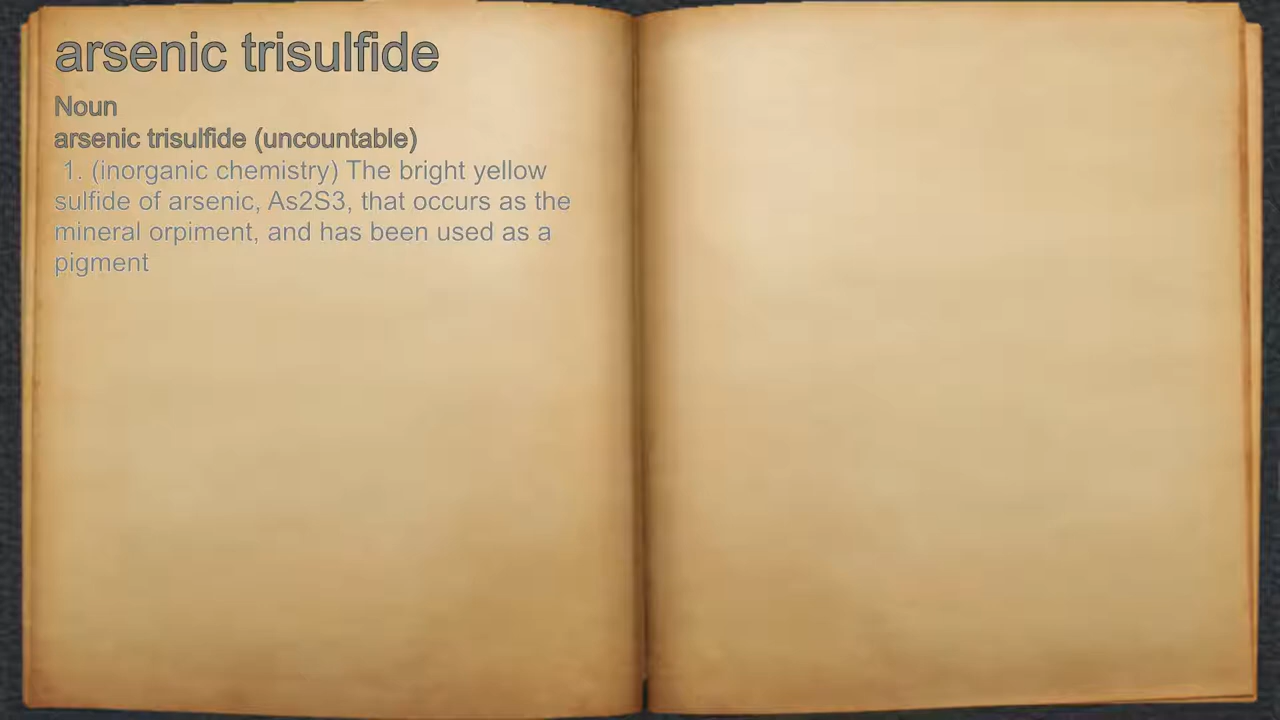 arsenic trisulfide
Noun
arsenic trisulfide (uncountable)
1. (inorganic chemistry) The bright yellow
sulfide of arsenic, As2S3, that occurs as the
mineral orpiment, and has been used as a
pigment